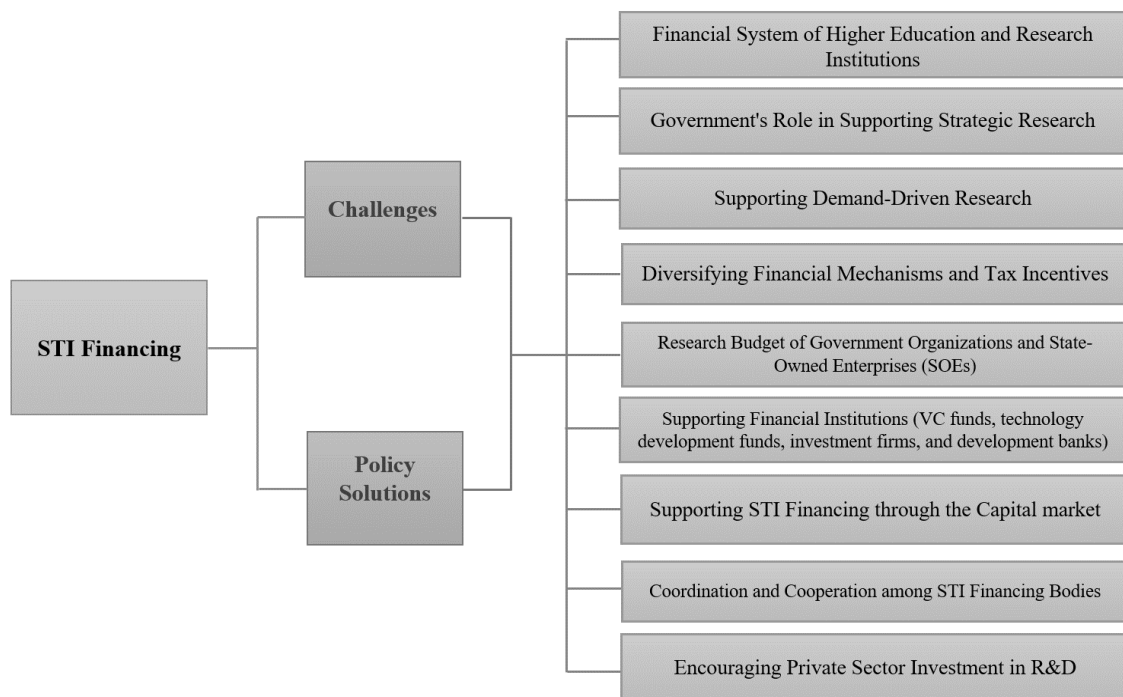 STI Financing
Challenges
Policy
Solutions
Financial System of Higher Education and Research
Institutions
Government's Role in Supporting Strategic Research
Supporting Demand-Driven Research
Diversifying Financial Mechanisms and Tax Incentives
Research Budget of Government Organizations and State-
Owned Enterprises (SOEs)
Supporting Financial Institutions (VC funds, technology
development funds, investment firms, and development banks)
Supporting STI Financing through the Capital market
Coordination and Cooperation among STI Financing Bodies
Encouraging Private Sector Investment in R&D